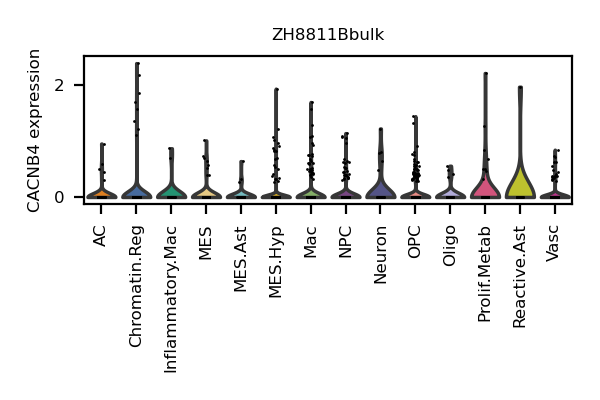 ZH8811Bbulk
CACNB4 expression
2
0
AC
Chromatin.Reg
Inflammatory.Mac
MES
MES.Ast
MES.Hyp
Mac
NPC
Neuron
OPC
Oligo
Prolif.Metab
Reactive.Ast
Vasc